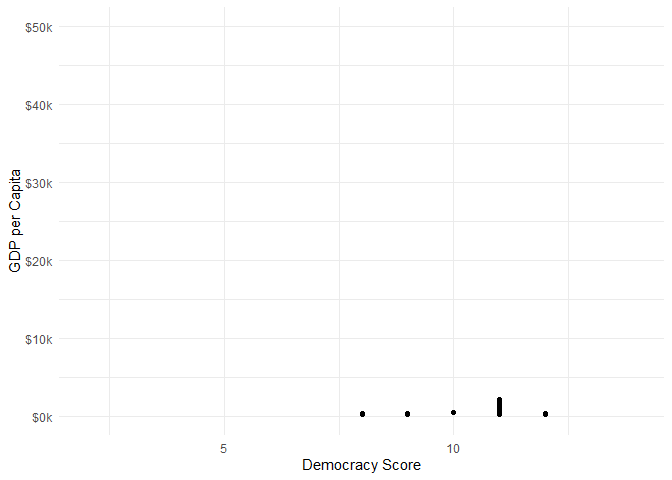 $50k
$40k
$30k
$20k
$10k
$0k
GDP per Capita
5
10
Democracy Score